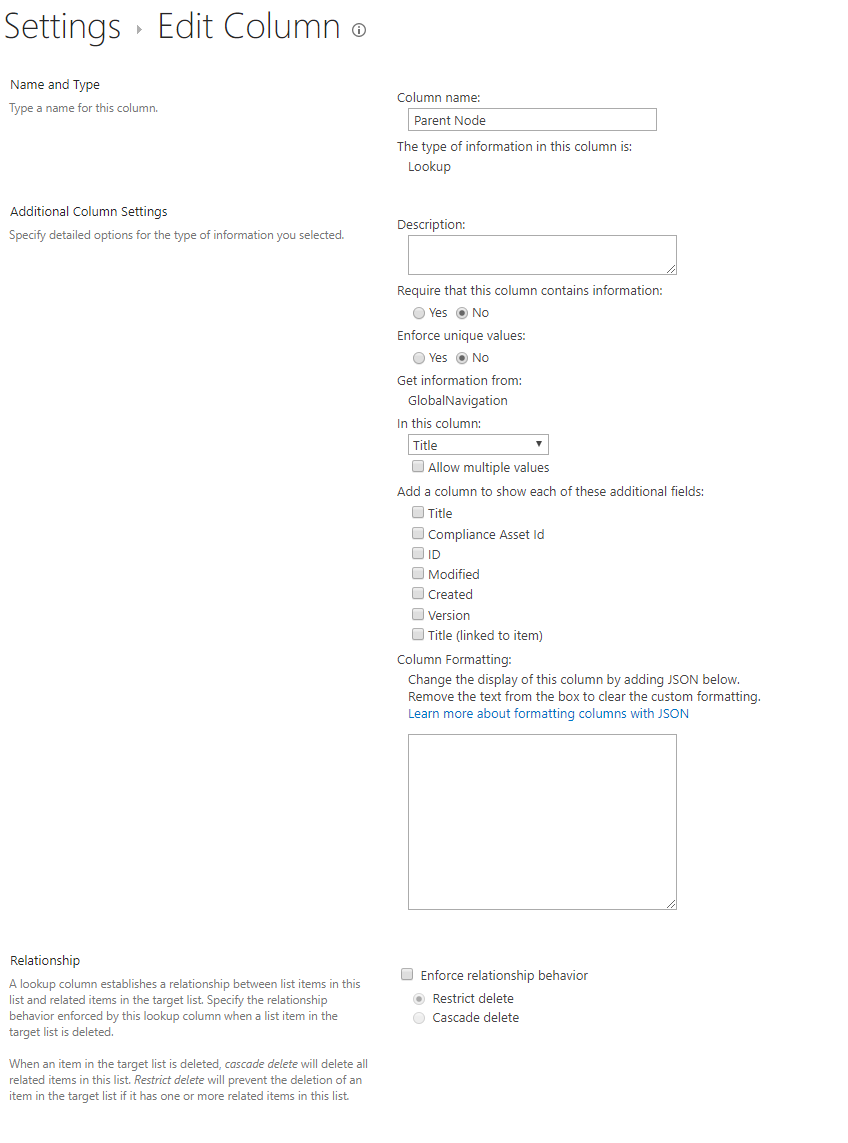 Settings › Edit Column
Name and Type
Type a name for this column.
Column name:
Parent Node
The type of information in this column is:
Lookup
Additional Column Settings
Specify detailed options for the type of information you selected.
Description:
Require that this column contains information:
Yes No
Enforce unique values:
Yes No
Get information from:
GlobalNavigation
In this column:
Title
Allow multiple values
Add a column to show each of these additional fields:
Title
Compliance Asset Id
ID
Modified
Created
Version
Title (linked to item)
Column Formatting:
Change the display of this column by adding JSON below.
Remove the text from the box to clear the custom formatting.
Learn more about formatting columns with JSON
Relationship
A lookup column establishes a relationship between list items in this
list and related items in the target list. Specify the relationship
behavior enforced by this lookup column when a list item in the
target list is deleted.
When an item in the target list is deleted, cascade delete will delete all
related items in this list. Restrict delete will prevent the deletion of an
item in the target list if it has one or more related items in this list.
Enforce relationship behavior
Restrict delete
Cascade delete